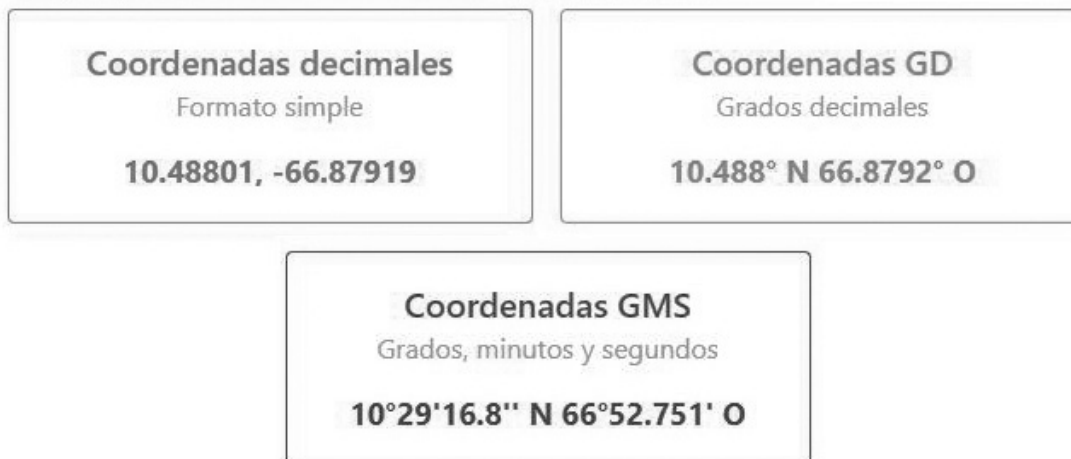 Coordenadas decimales
Formato simple
10.48801, -66.87919
Coordenadas GD
Grados decimales
10.488° N 66.8792° O
Coordenadas GMS
Grados, minutos y segundos
10°29'16.8'' N 66°52.751' O